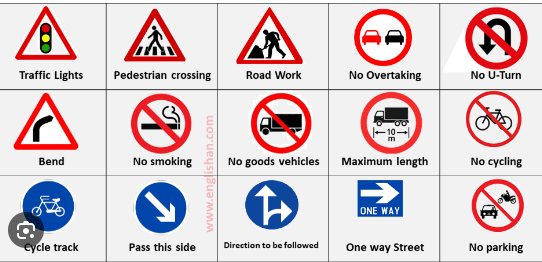 Traffic Lights
Pedestrian crossing
Road Work
No Overtaking
No U-Turn
Bend
No smoking
No goods vehicles
10
m
Maximum length
No cycling
www.englishan.com
Cycle track
Pass this side
Direction to be followed
ONE WAY
One way Street
No parking